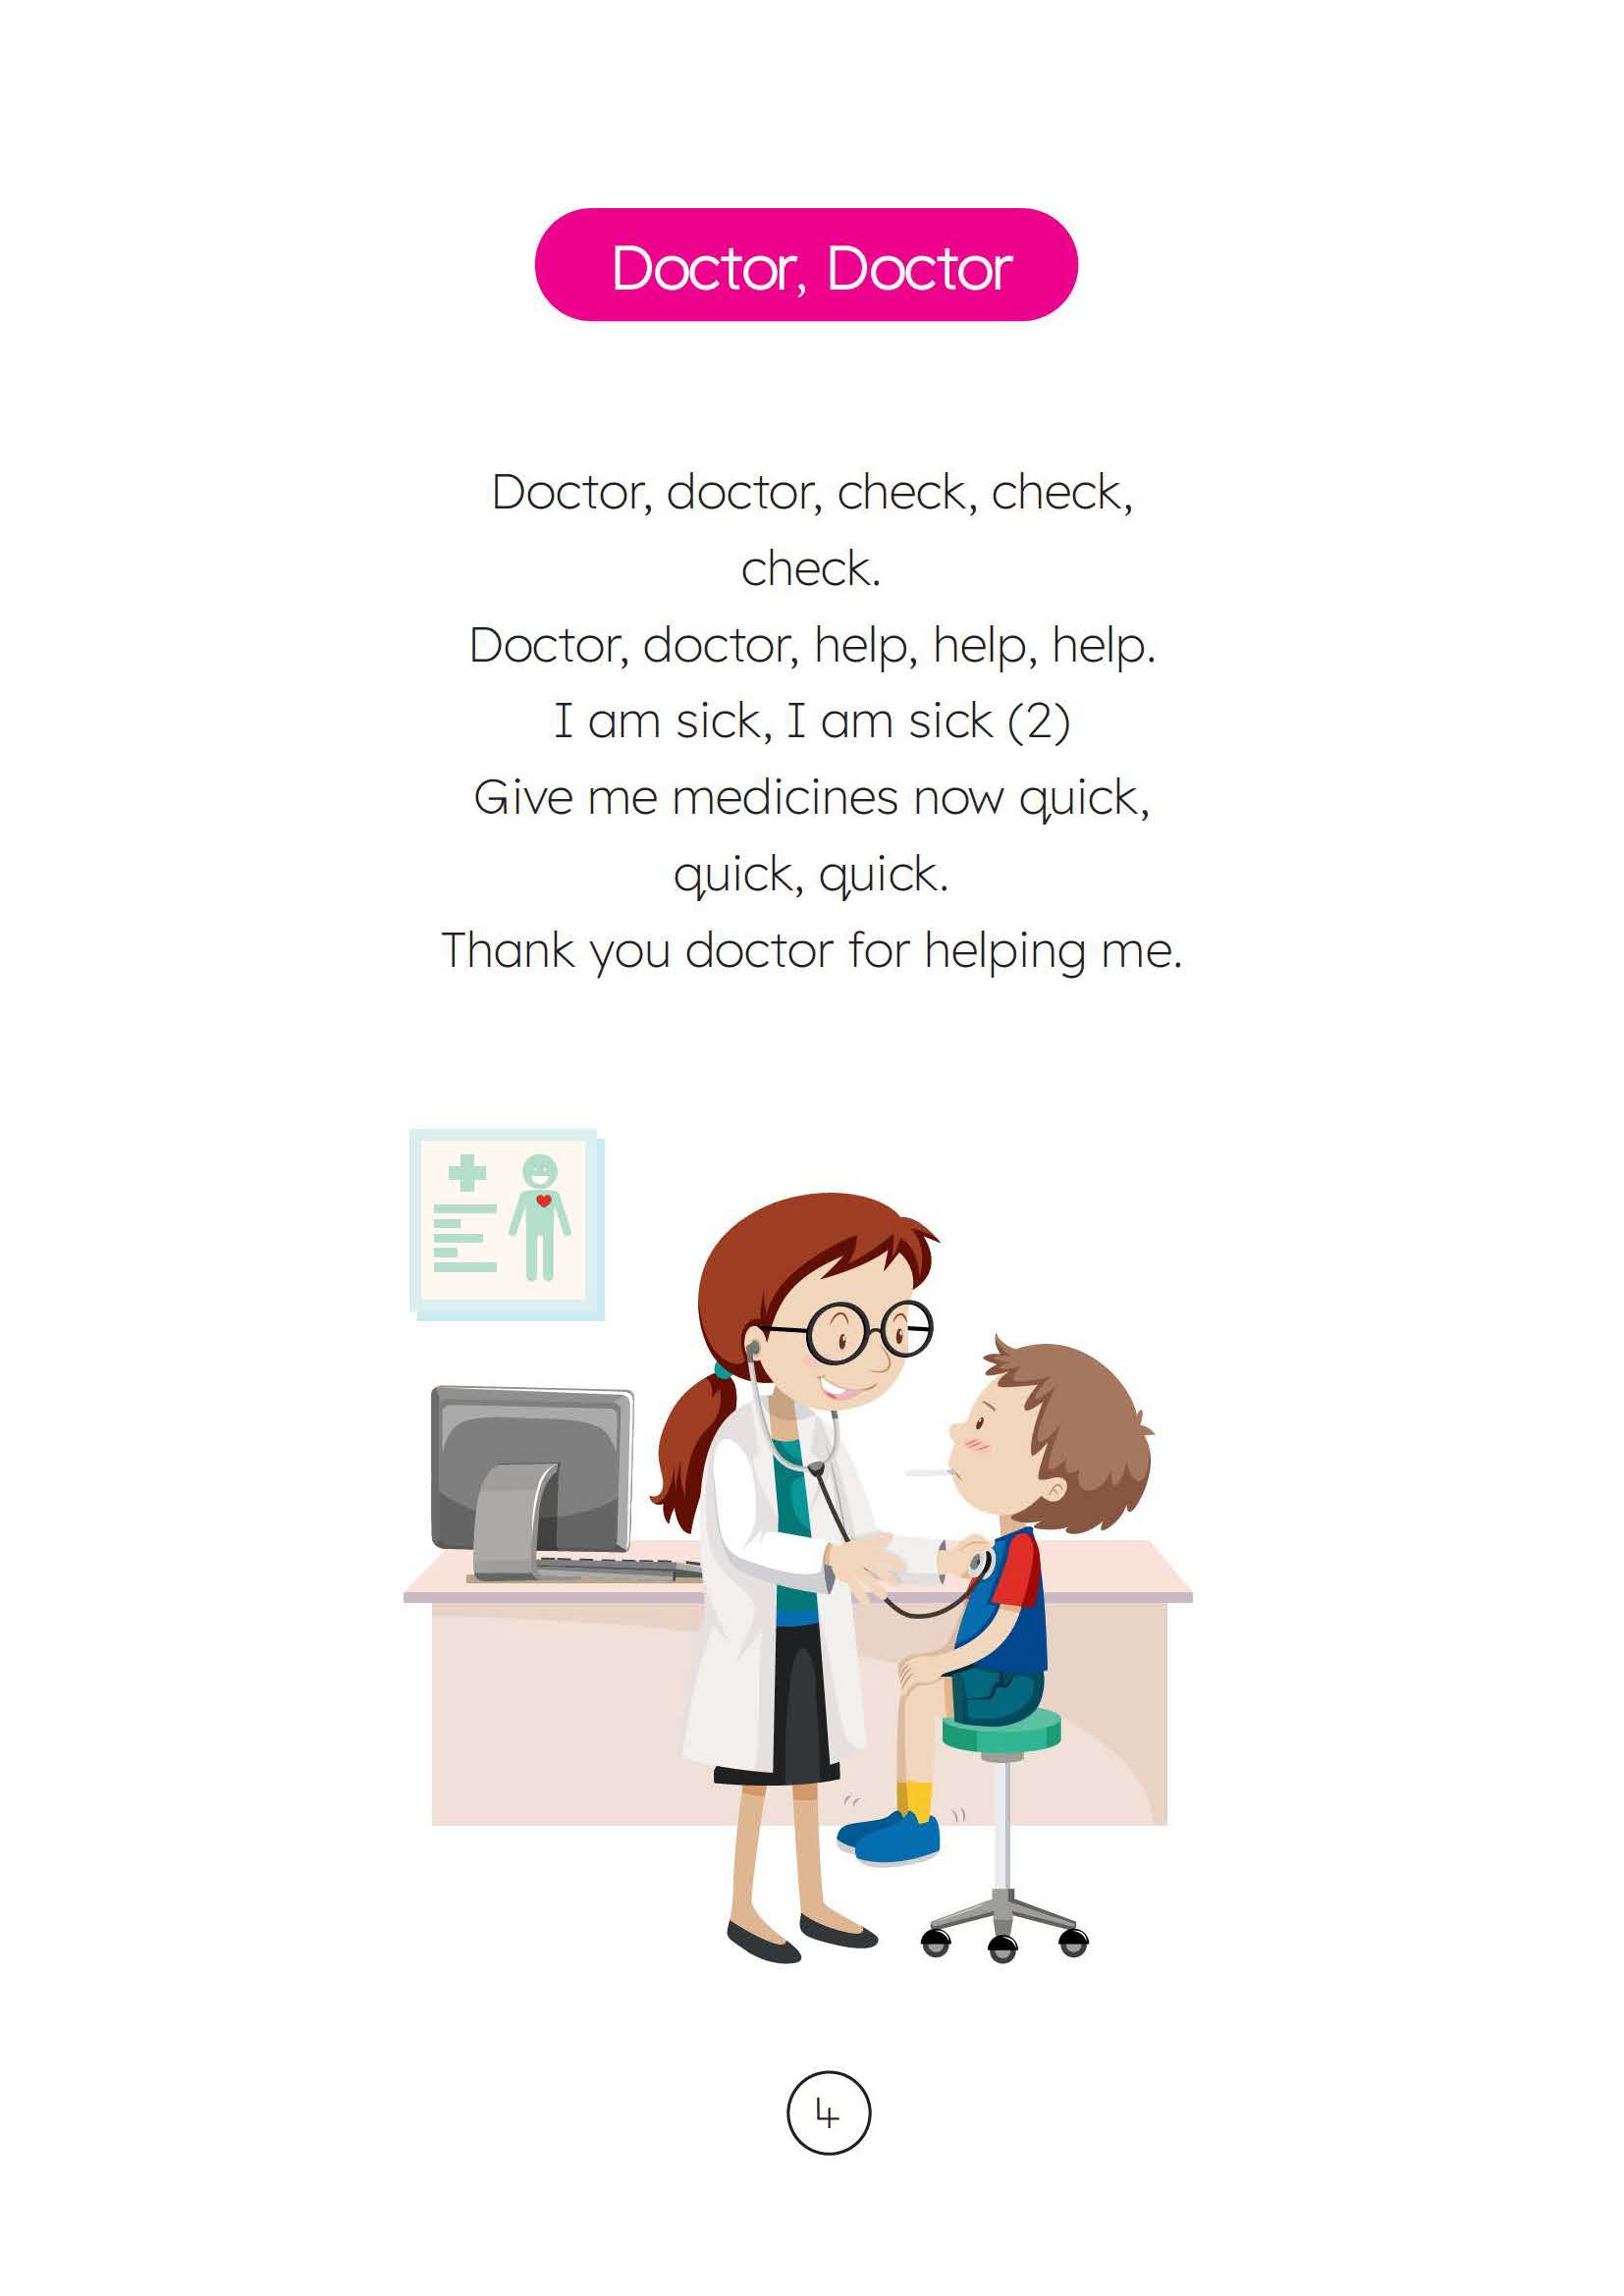 Doctor, Doctor
Doctor, doctor, check, check,
check.
Doctor, doctor, help, help, help.
I am sick, I am sick (2)
Give me medicines now quick,
quick, quick.
Thank you doctor for helping me.
4